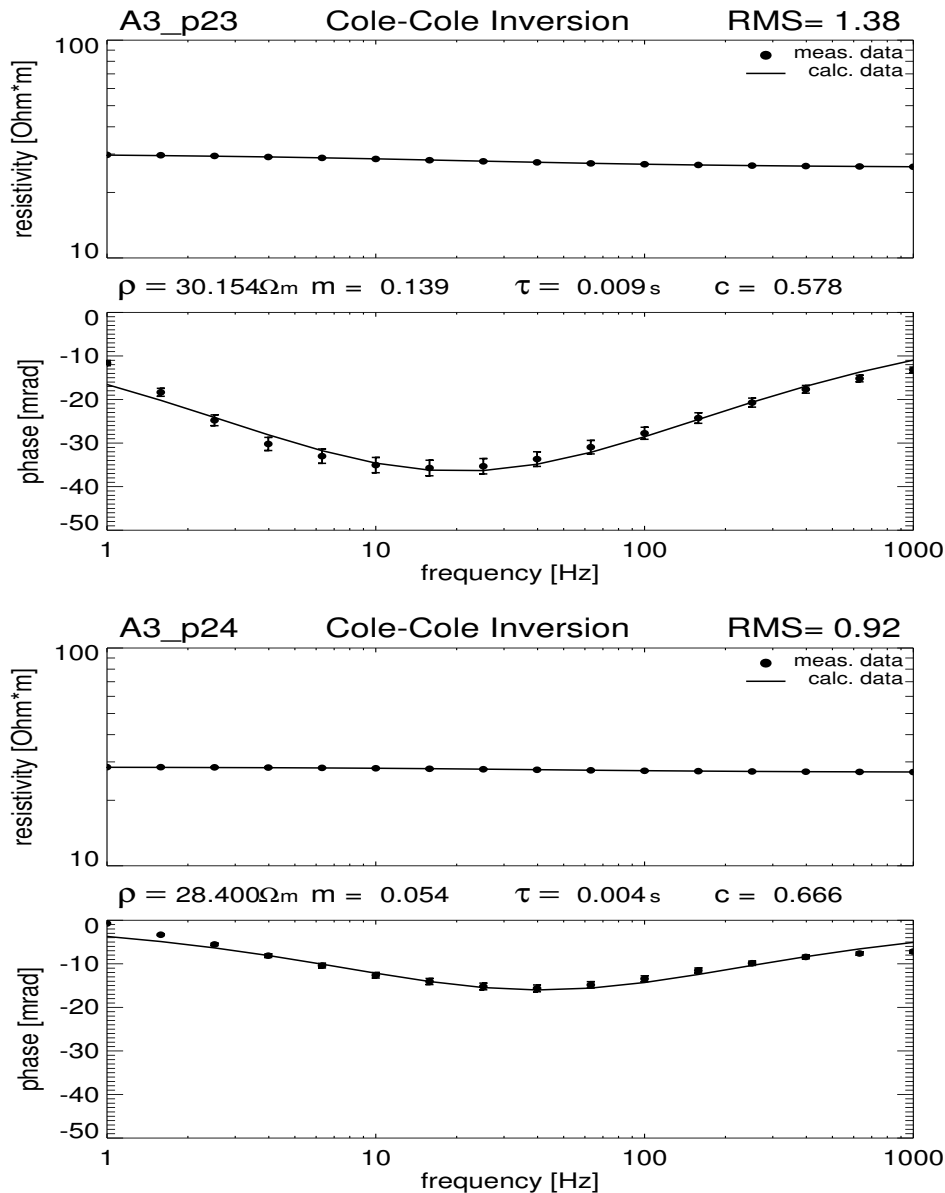 A3_p23 Cole-Cole Inversion RMS= 1.38
100
meas. data
calc. data
resistivity [Ohm*m]
10
ρ = 30.154Ωm m = 0.139 τ = 0.009s c = 0.578
0
-10
-20
-30
-40
-50
phase [mrad]
1 10 100 1000
frequency [Hz]
A3_p24 Cole-Cole Inversion RMS= 0.92
100
meas. data
calc. data
resistivity [Ohm*m]
10
ρ = 28.400Ωm m = 0.054 τ = 0.004s c = 0.666
0
-10
-20
-30
-40
-50
phase [mrad]
1 10 100 1000
frequency [Hz]